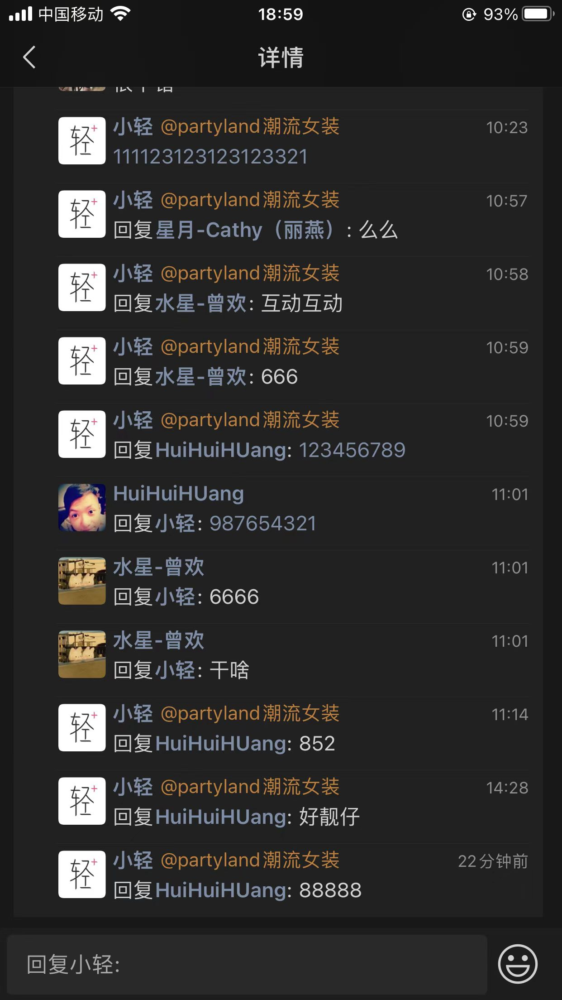 中国移动
18:59
93%
详情
小轻 @partyland潮流女装
10:23
111123123123123321
小轻 @partyland潮流女装
10:57
回复星月-Cathy（丽燕）: 么么
小轻 @partyland潮流女装
10:58
回复水星-曾欢: 互动互动
小轻 @partyland潮流女装
10:59
回复水星-曾欢: 666
小轻 @partyland潮流女装
10:59
回复HuiHuiHUang: 123456789
HuiHuiHUang
11:01
回复小轻: 987654321
水星-曾欢
11:01
回复小轻: 6666
水星-曾欢
11:01
回复小轻: 干啥
小轻 @partyland潮流女装
11:14
回复HuiHuiHUang: 852
小轻 @partyland潮流女装
14:28
回复HuiHuiHUang: 好靓仔
小轻 @partyland潮流女装
22分钟前
回复HuiHuiHUang: 88888
回复小轻: